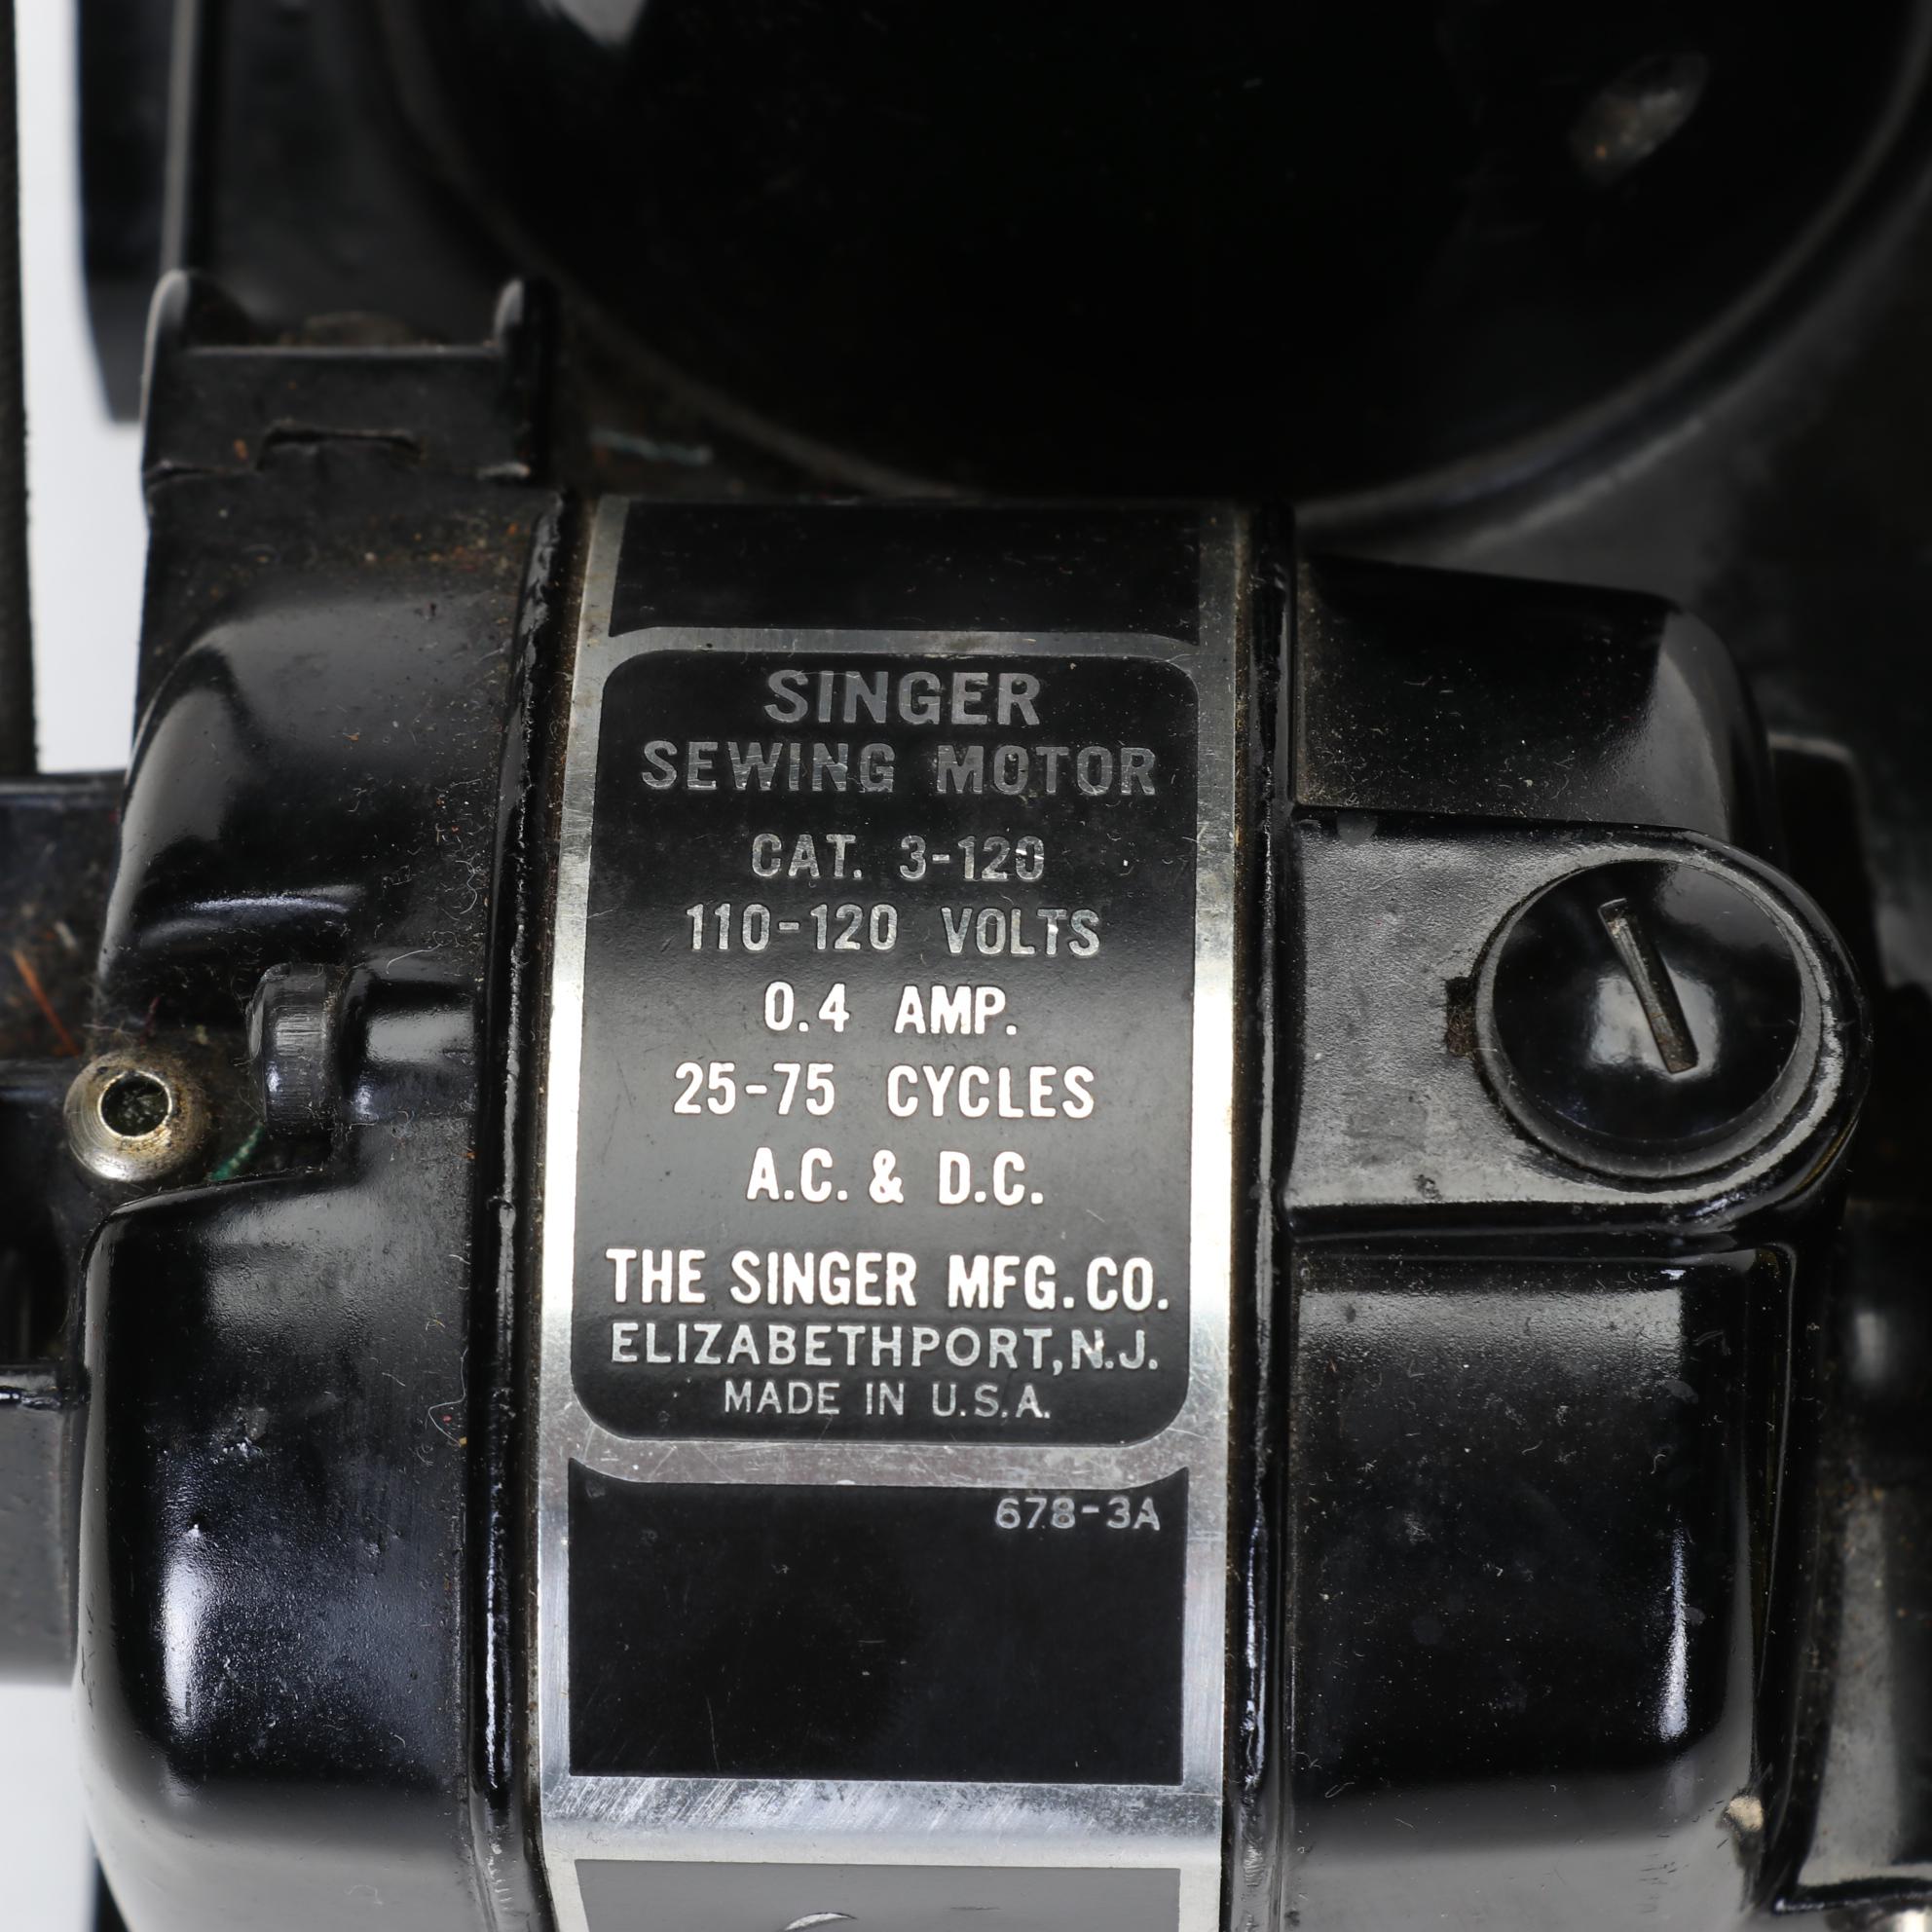 SINGER
SEWING MOTOR
CAT. 3-120
110-120 VOLTS
0.4 AMP.
25-75 CYCLES
A.C. & D.C.
THE SINGER MFG. CO.
ELIZABETHPORT, N.J.
MADE IN U.S.A.
678-3A